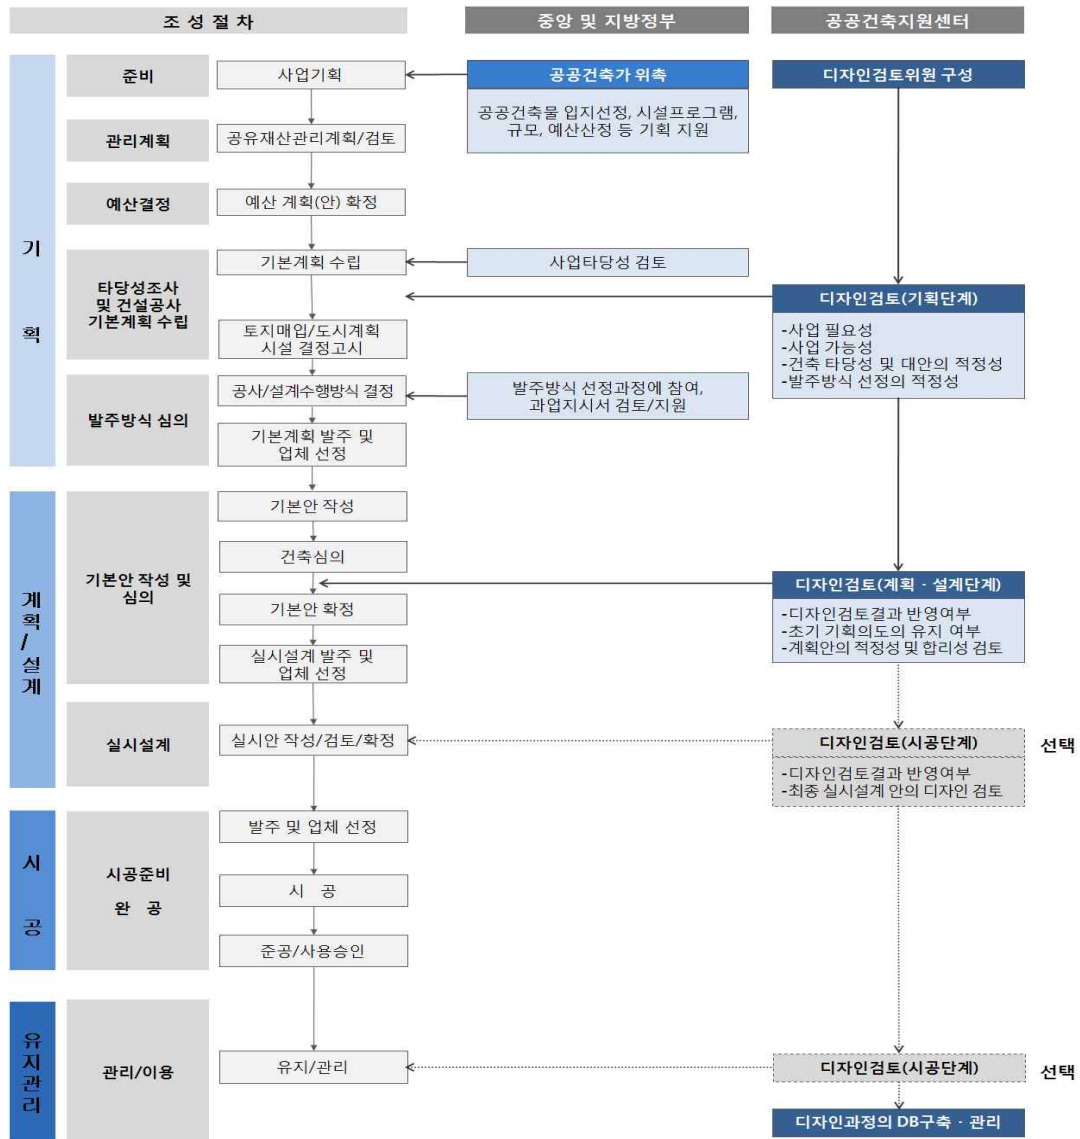 조 성 절 차
중앙 및 지방정부
공공건축지원센터
기 획
준비
사업기획
공공건축가 위촉
디자인검토위원 구성
공공건축물 입지선정, 시설프로그램,
규모, 예산산정 등 기획 지원
관리계획
공유재산관리계획/검토
예산결정
예산 계획(안) 확정
타당성조사
및 건설공사
기본계획 수립
기본계획 수립
사업타당성 검토
디자인검토(기획단계)
-사업 필요성
-사업 가능성
-건축 타당성 및 대안의 적정성
-발주방식 선정의 적정성
토지매입/도시계획
시설 결정고시
발주방식 심의
공사/설계수행방식 결정
발주방식 선정과정에 참여,
과업지시서 검토/지원
기본계획 발주 및
업체 선정
계획/설계
기본안 작성 및
심의
기본안 작성
건축심의
디자인검토(계획 · 설계단계)
-디자인검토결과 반영여부
-초기 기획의도의 유지 여부
-계획안의 적정성 및 합리성 검토
기본안 확정
실시설계 발주 및
업체 선정
실시설계
실시안 작성/검토/확정
디자인검토(시공단계)
선택
-디자인검토결과 반영여부
-최종 실시설계 안의 디자인 검토
시 공
시공준비
완 공
발주 및 업체 선정
시 공
준공/사용승인
유지관리
관리/이용
유지/관리
디자인검토(시공단계)
선택
디자인과정의 DB구축 · 관리